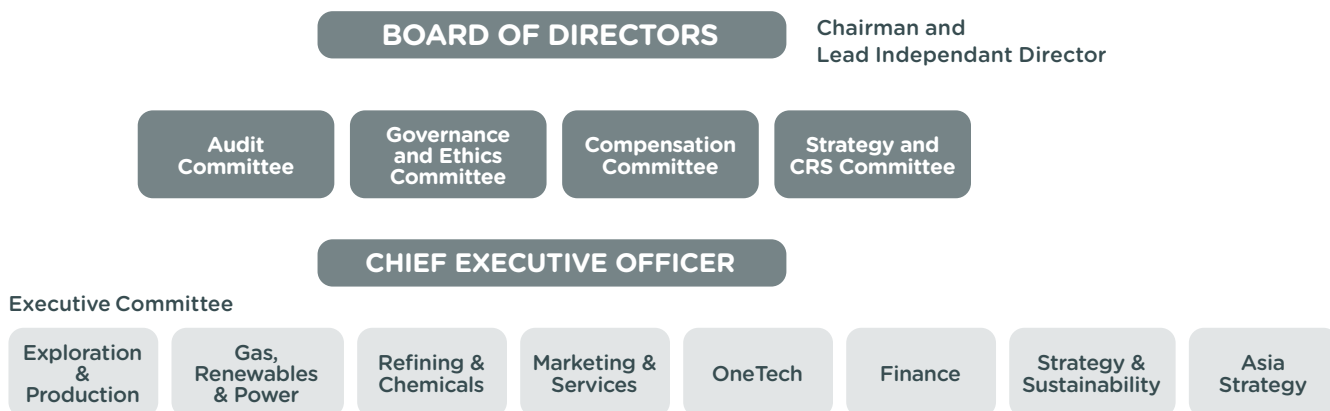 BOARD OF DIRECTORS
Chairman and
Lead Independant Director
Audit
Committee
Governance
and Ethics
Committee
Compensation
Committee
Strategy and
CRS Committee
CHIEF EXECUTIVE OFFICER
Executive Committee
Exploration
&
Production
Gas,
Renewables
& Power
Refining &
Chemicals
Marketing &
Services
OneTech
Finance
Strategy &
Sustainability
Asia
Strategy